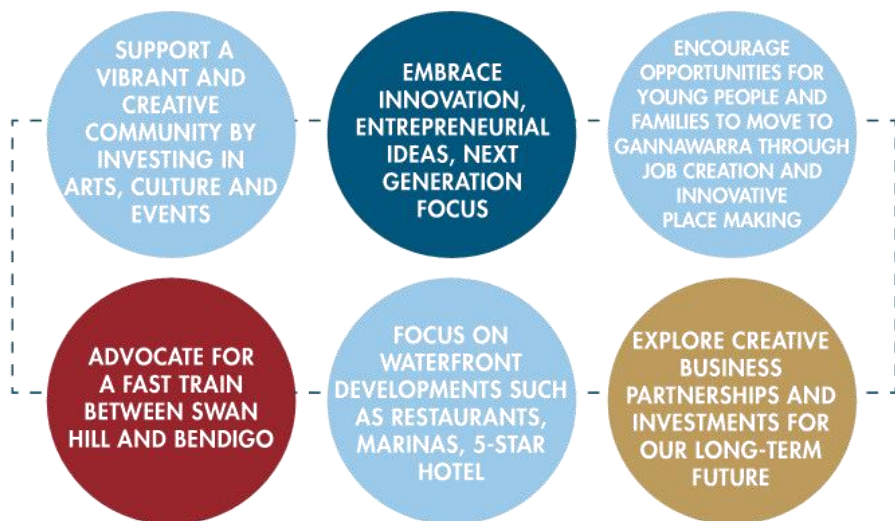 SUPPORT A
VIBRANT AND
CREATIVE
COMMUNITY BY
INVESTING IN
ARTS, CULTURE AND
EVENTS
EMBRACE
INNOVATION,
ENTREPRENEURIAL
IDEAS, NEXT
GENERATION
FOCUS
ENCOURAGE
OPPORTUNITIES FOR
YOUNG PEOPLE AND
FAMILIES TO MOVE TO
GANNAWARRA THROUGH
JOB CREATION AND
INNOVATIVE
PLACE MAKING
ADVOCATE FOR
A FAST TRAIN
BETWEEN SWAN
HILL AND BENDIGO
FOCUS ON
WATERFRONT
DEVELOPMENTS SUCH
AS RESTAURANTS,
MARINAS, 5-STAR
HOTEL
EXPLORE CREATIVE
BUSINESS
PARTNERSHIPS AND
INVESTMENTS FOR
OUR LONG-TERM
FUTURE